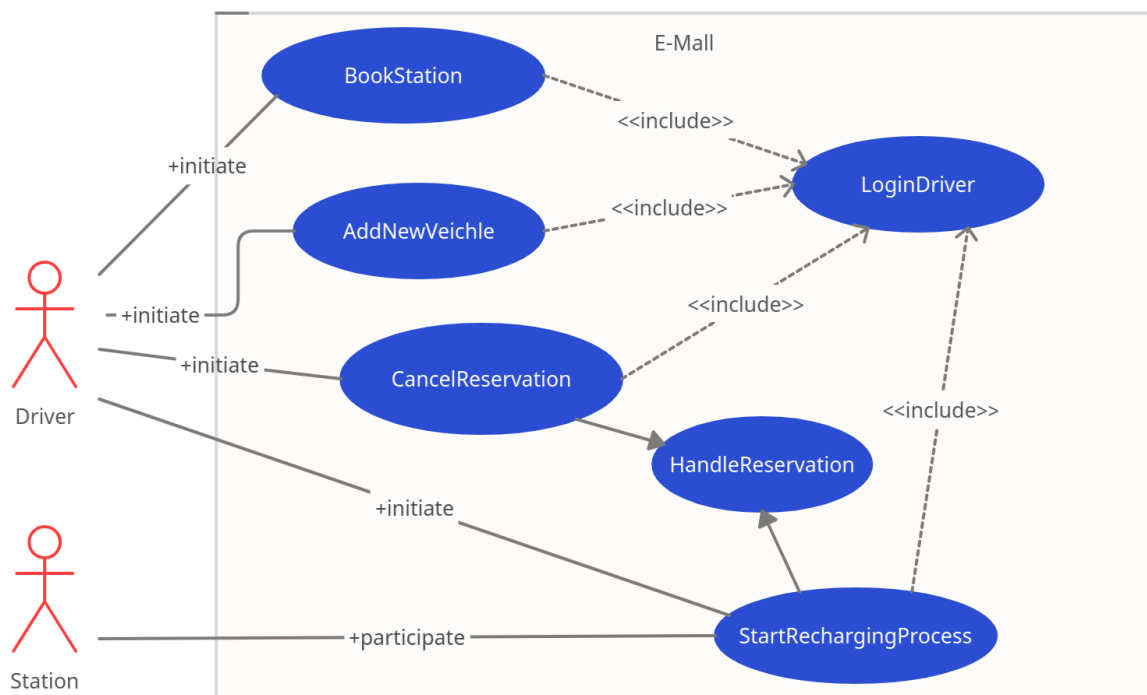 E-Mall
BookStation
<<include>>
+initiate
LoginDriver
<<include>>
AddNewVeichle
+initiate
<<include>>
+initiate
CancelReservation
Driver
<<include>>
HandleReservation
+initiate
StartRechargingProcess
+participate
Station